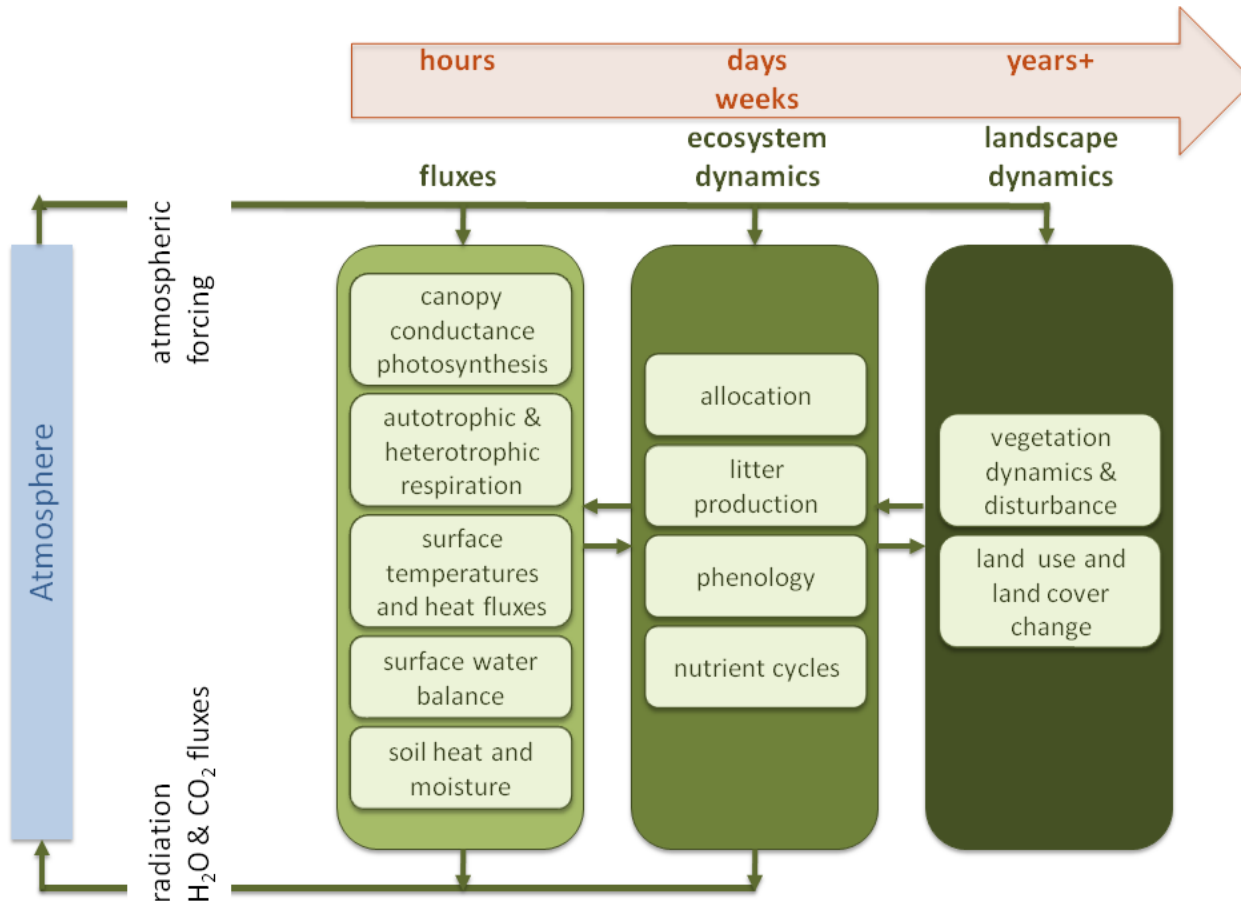 hours
days
weeks
years+
fluxes
ecosystem
dynamics
landscape
dynamics
atmospheric
forcing
Atmosphere
radiation
H₂O & CO₂ fluxes
canopy
conductance
photosynthesis
autotrophic &
heterotrophic
respiration
surface
temperatures
and heat fluxes
surface water
balance
soil heat and
moisture
allocation
litter
production
phenology
nutrient cycles
vegetation
dynamics &
disturbance
land use and
land cover
change